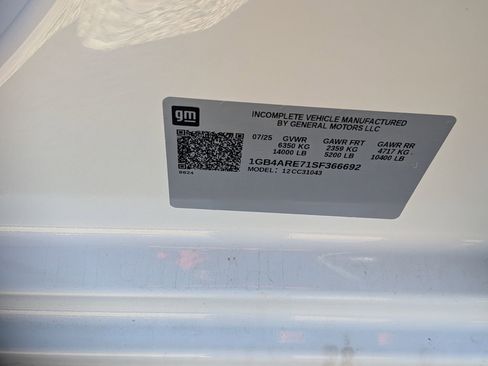 gm
INCOMPLETE VEHICLE MANUFACTURED
BY GENERAL MOTORS LLC
07/25 GVWR GAWR FRT GAWR RR
6350 KG 2359 KG 4717 KG
14000 LB 5200 LB 10400 LB
1GB4ARE71SF366692
MODEL: 12CC31043
0624